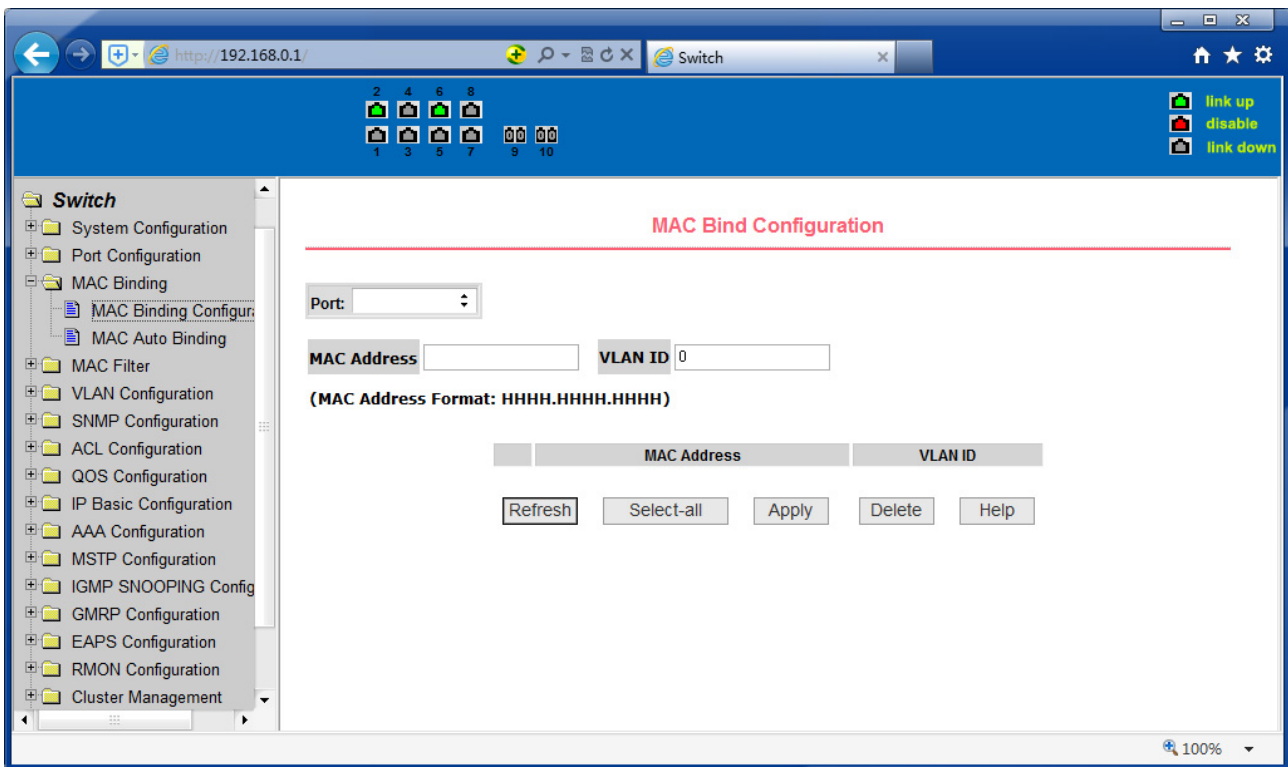 http://192.168.0.1/
Switch
2 4 6 8
1 3 5 7 9 10
link up
disable
link down
Switch
System Configuration
Port Configuration
MAC Binding
MAC Binding Configur
MAC Auto Binding
MAC Filter
VLAN Configuration
SNMP Configuration
ACL Configuration
QOS Configuration
IP Basic Configuration
AAA Configuration
MSTP Configuration
IGMP SNOOPING Config
GMRP Configuration
EAPS Configuration
RMON Configuration
Cluster Management
MAC Bind Configuration
Port:
MAC Address VLAN ID 0
(MAC Address Format: HHHH.HHHH.HHHH)
MAC Address VLAN ID
Refresh Select-all Apply Delete Help
100%